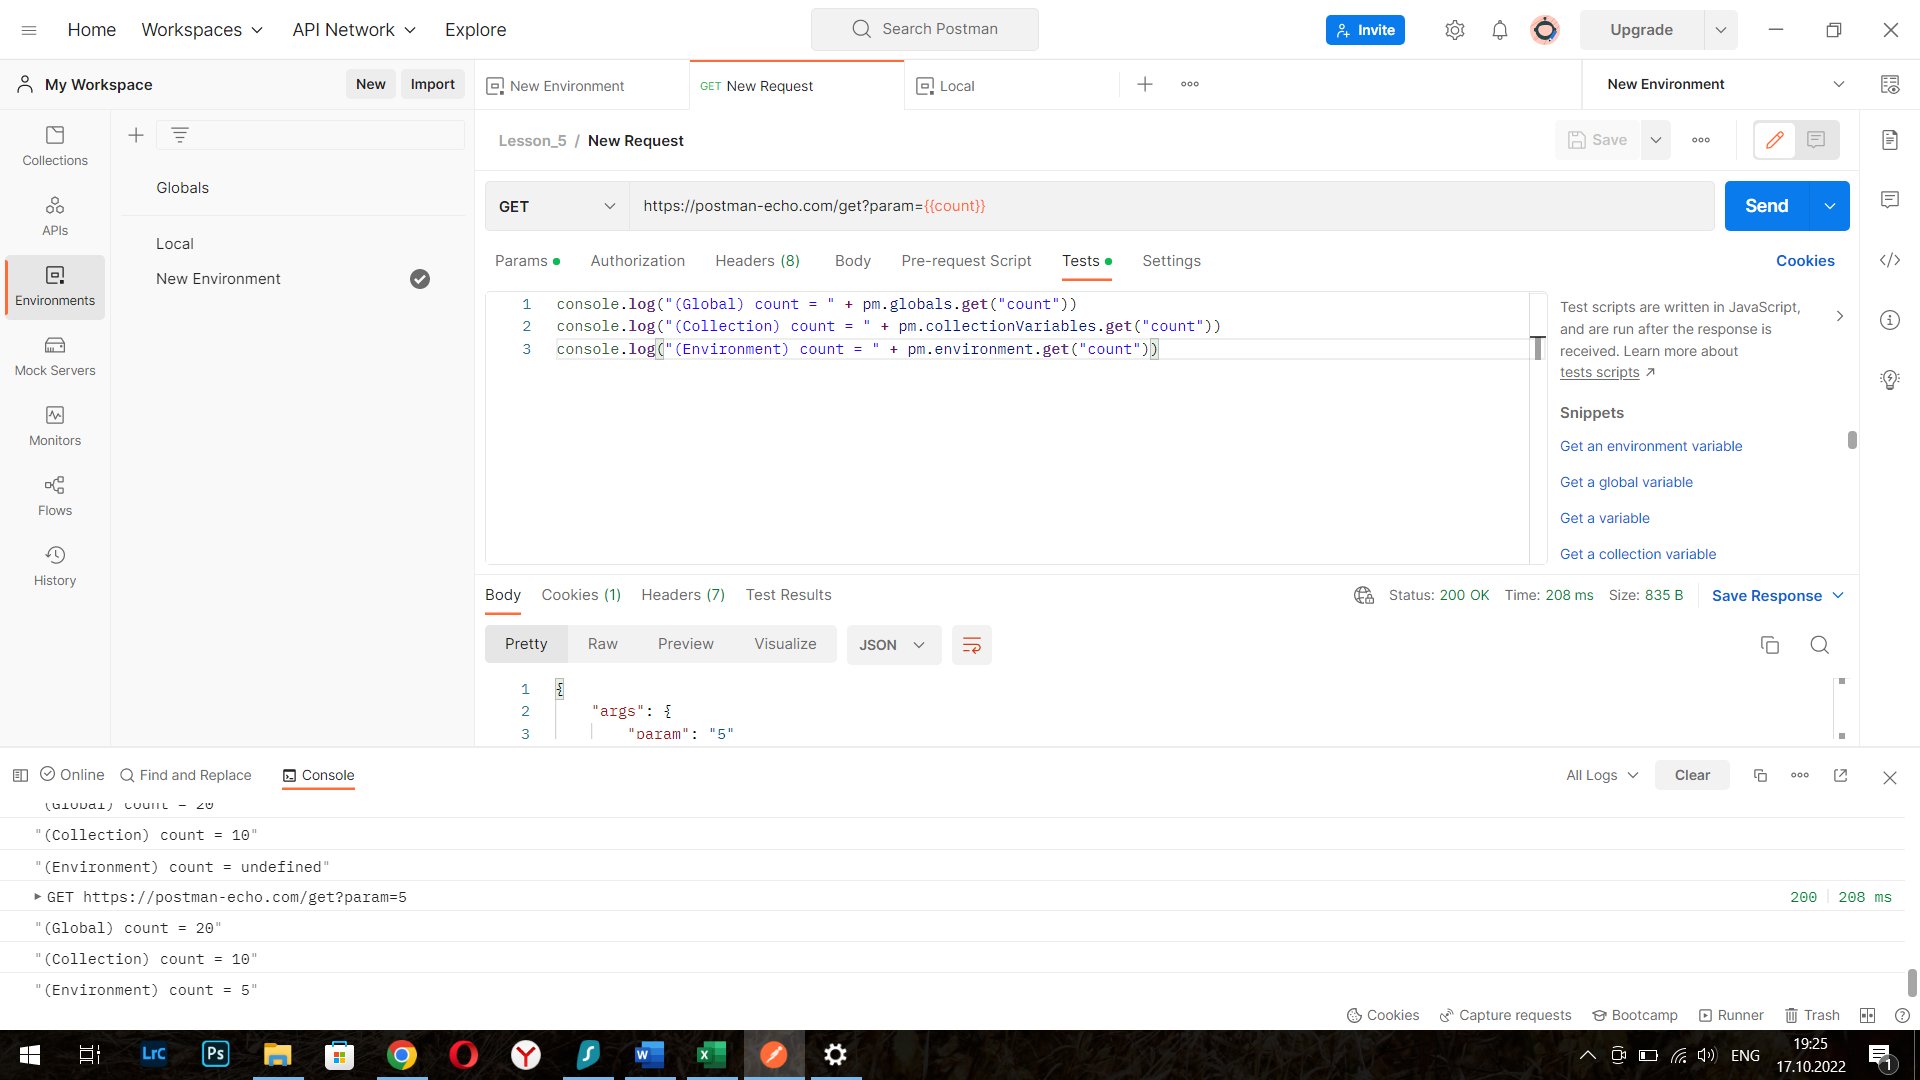 Home
Workspaces
API Network
Explore
Search Postman
Invite
Upgrade
My Workspace
New
Import
New Environment
GET New Request
Local
New Environment
Collections
APIs
Environments
Mock Servers
Monitors
Flows
History
Globals
Local
New Environment
Lesson_5 / New Request
Save
GET
https://postman-echo.com/get?param={{count}}
Send
Params
Authorization
Headers (8)
Body
Pre-request Script
Tests
Settings
Cookies
1 console.log("(Global) count = " + pm.globals.get("count"))
2 console.log("(Collection) count = " + pm.collectionVariables.get("count"))
3 console.log("(Environment) count = " + pm.environment.get("count"))
Test scripts are written in JavaScript,
and are run after the response is
received. Learn more about
tests scripts
Snippets
Get an environment variable
Get a global variable
Get a variable
Get a collection variable
Body
Cookies (1)
Headers (7)
Test Results
Status: 200 OK
Time: 208 ms
Size: 835 B
Save Response
Pretty
Raw
Preview
Visualize
JSON
1 {
2 "args": {
3 "param": "5"
Online
Find and Replace
Console
All Logs
Clear
"(Global) count = 20"
"(Collection) count = 10"
"(Environment) count = undefined"
GET https://postman-echo.com/get?param=5
200
208 ms
"(Global) count = 20"
"(Collection) count = 10"
"(Environment) count = 5"
Cookies
Capture requests
Bootcamp
Runner
Trash
LrC
Ps
ENG
19:25
17.10.2022
1